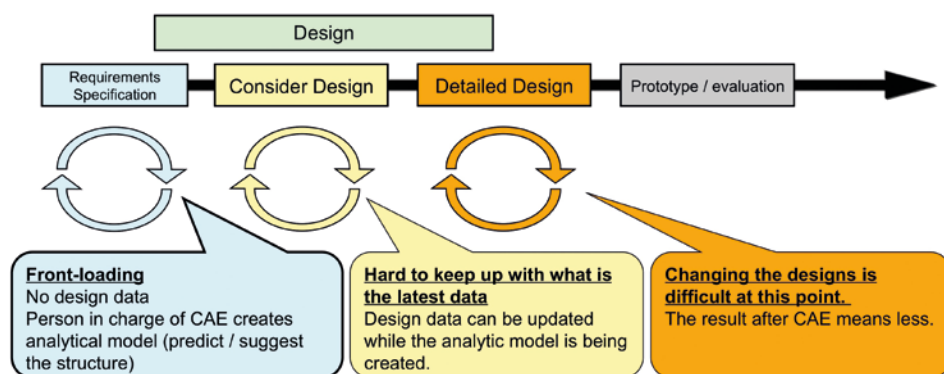 Design
Requirements
Specification
Consider Design
Detailed Design
Prototype / evaluation
Front-loading
No design data
Person in charge of CAE creates
analytical model (predict / suggest
the structure)
Hard to keep up with what is
the latest data
Design data can be updated
while the analytic model is being
created.
Changing the designs is
difficult at this point.
The result after CAE means less.